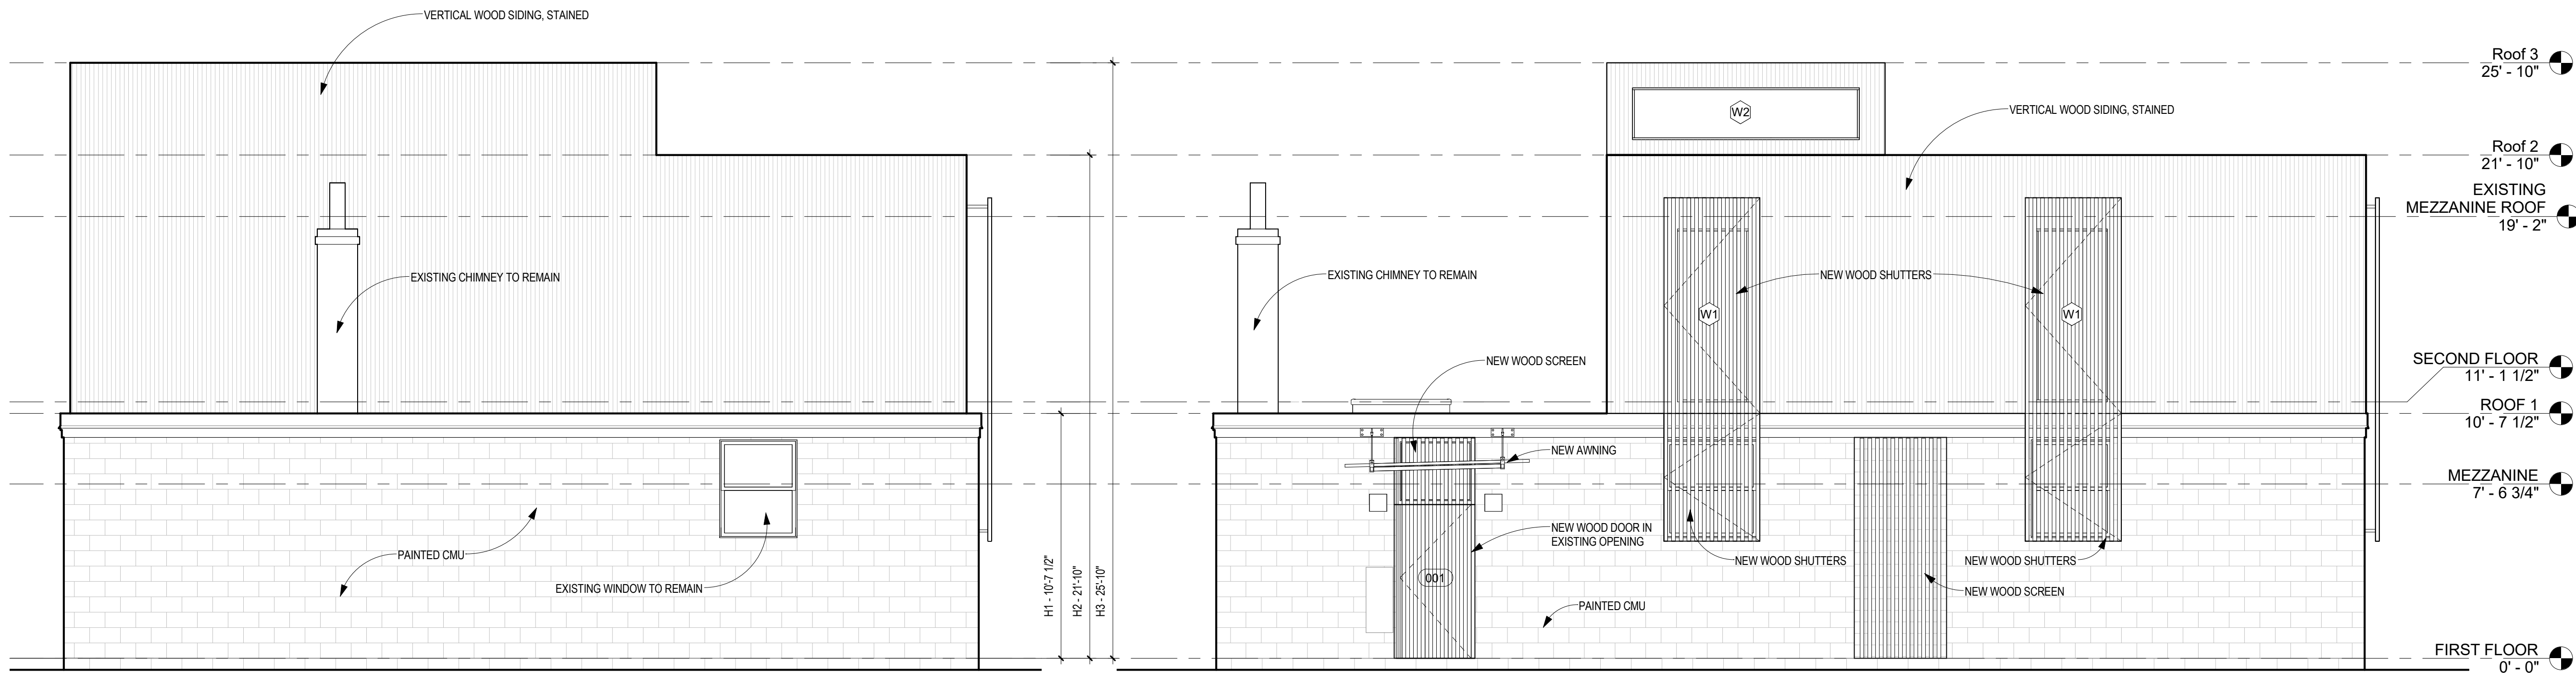 VERTICAL WOOD SIDING, STAINED
EXISTING CHIMNEY TO REMAIN
PAINTED CMU
EXISTING WINDOW TO REMAIN
H1 - 10'-7 1/2"
H2 - 21'-10"
H3 - 25'-10"
W2
VERTICAL WOOD SIDING, STAINED
EXISTING CHIMNEY TO REMAIN
NEW WOOD SHUTTERS
W1
W1
NEW WOOD SCREEN
NEW AWNING
NEW WOOD DOOR IN
EXISTING OPENING
001
NEW WOOD SHUTTERS
NEW WOOD SHUTTERS
NEW WOOD SCREEN
PAINTED CMU
Roof 3
25' - 10"
Roof 2
21' - 10"
EXISTING
MEZZANINE ROOF
19' - 2"
SECOND FLOOR
11' - 1 1/2"
ROOF 1
10' - 7 1/2"
MEZZANINE
7' - 6 3/4"
FIRST FLOOR
0' - 0"